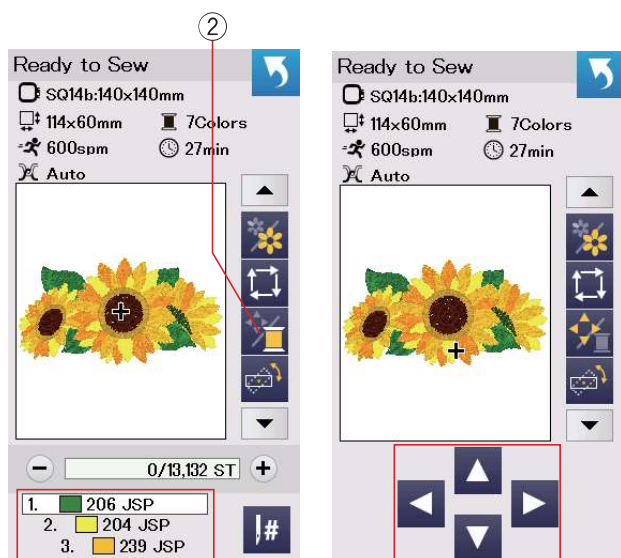 ②
Ready to Sew
SQ14b:140x140mm
114x60mm 7Colors
600spm 27min
Auto
0/13,132 ST
1. 206 JSP
2. 204 JSP
3. 239 JSP
#
Ready to Sew
SQ14b:140x140mm
114x60mm 7Colors
600spm 27min
Auto